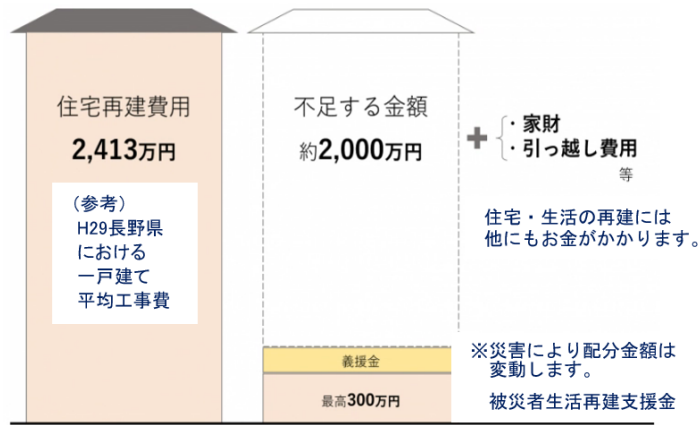 住宅再建費用
2,413万円
（参考）
H29長野県
における
一戸建て
平均工事費
不足する金額
約2,000万円
・家財
・引っ越し費用
等
住宅・生活の再建には
他にもお金がかかります。
義援金
※災害により配分金額は
変動します。
最高300万円
被災者生活再建支援金